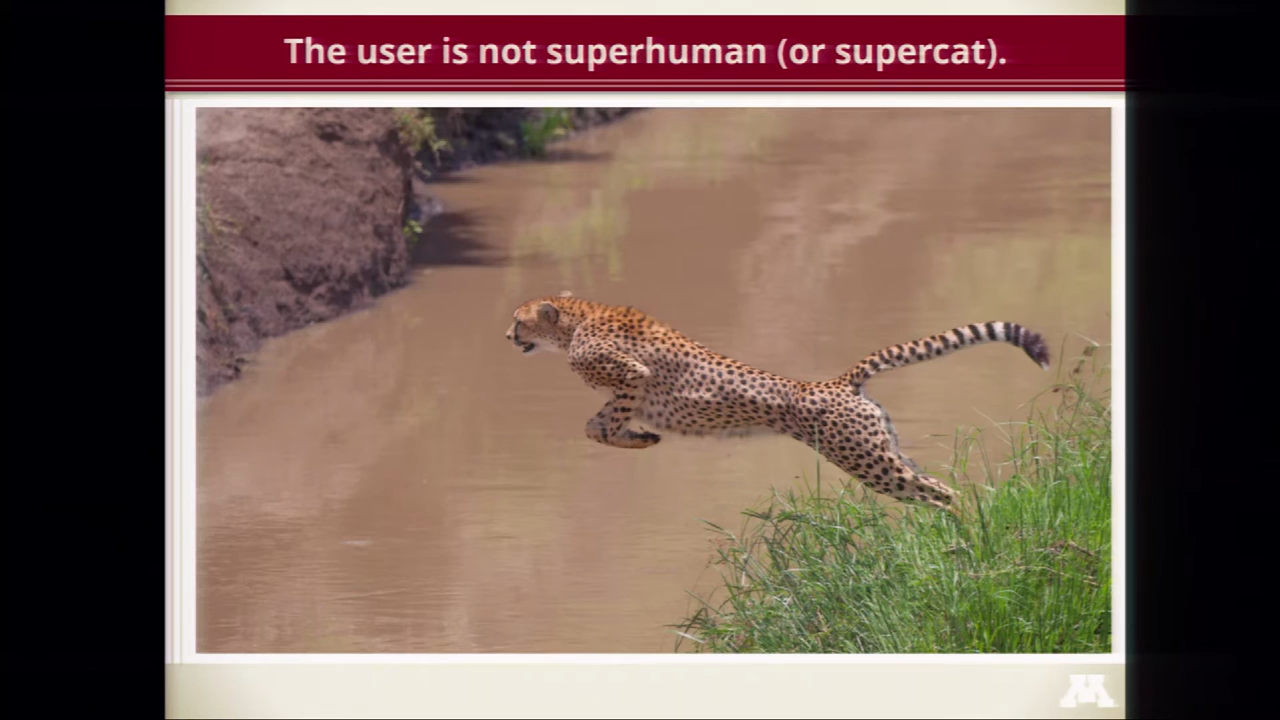 The user is not superhuman (or supercat).